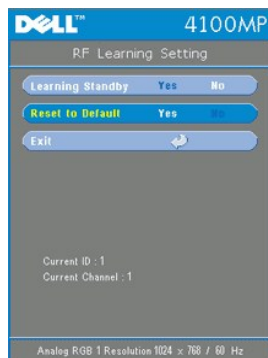 DELL™ 4100MP
RF Learning Setting
Learning Standby Yes No
Reset to Default Yes No
Exit
Current ID : 1
Current Channel : 1
Analog RGB 1 Resolution 1024 x 768 / 60 Hz